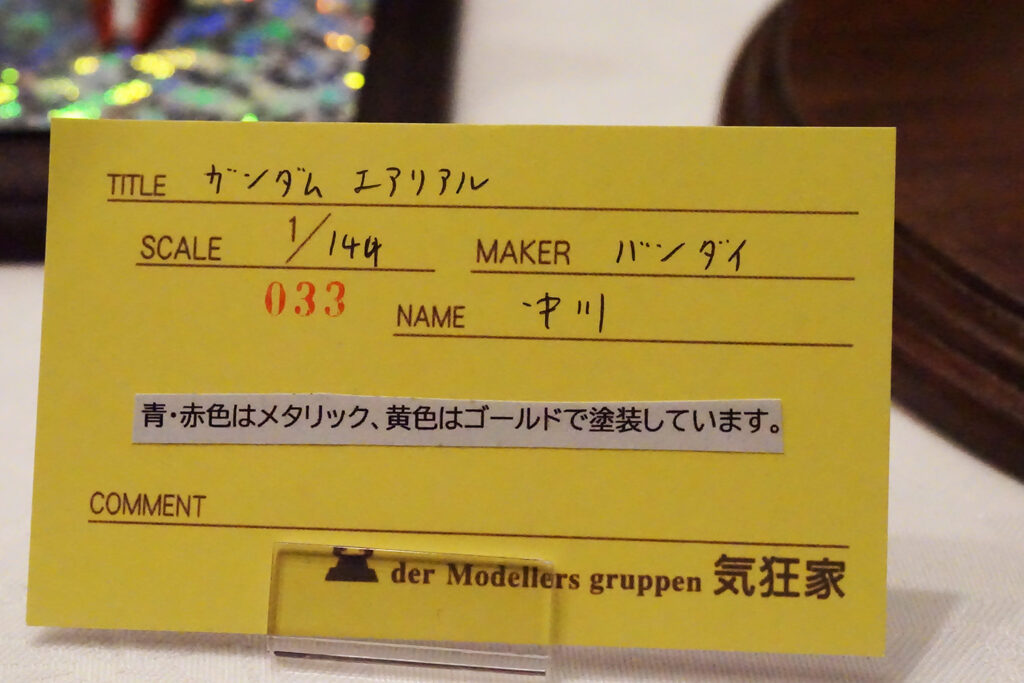 TITLE ガンダム エアリアル
SCALE 1/144 MAKER バンダイ
033
NAME 中川
青・赤色はメタリック、黄色はゴールドで塗装しています。
COMMENT
der Modellers gruppen 気狂家